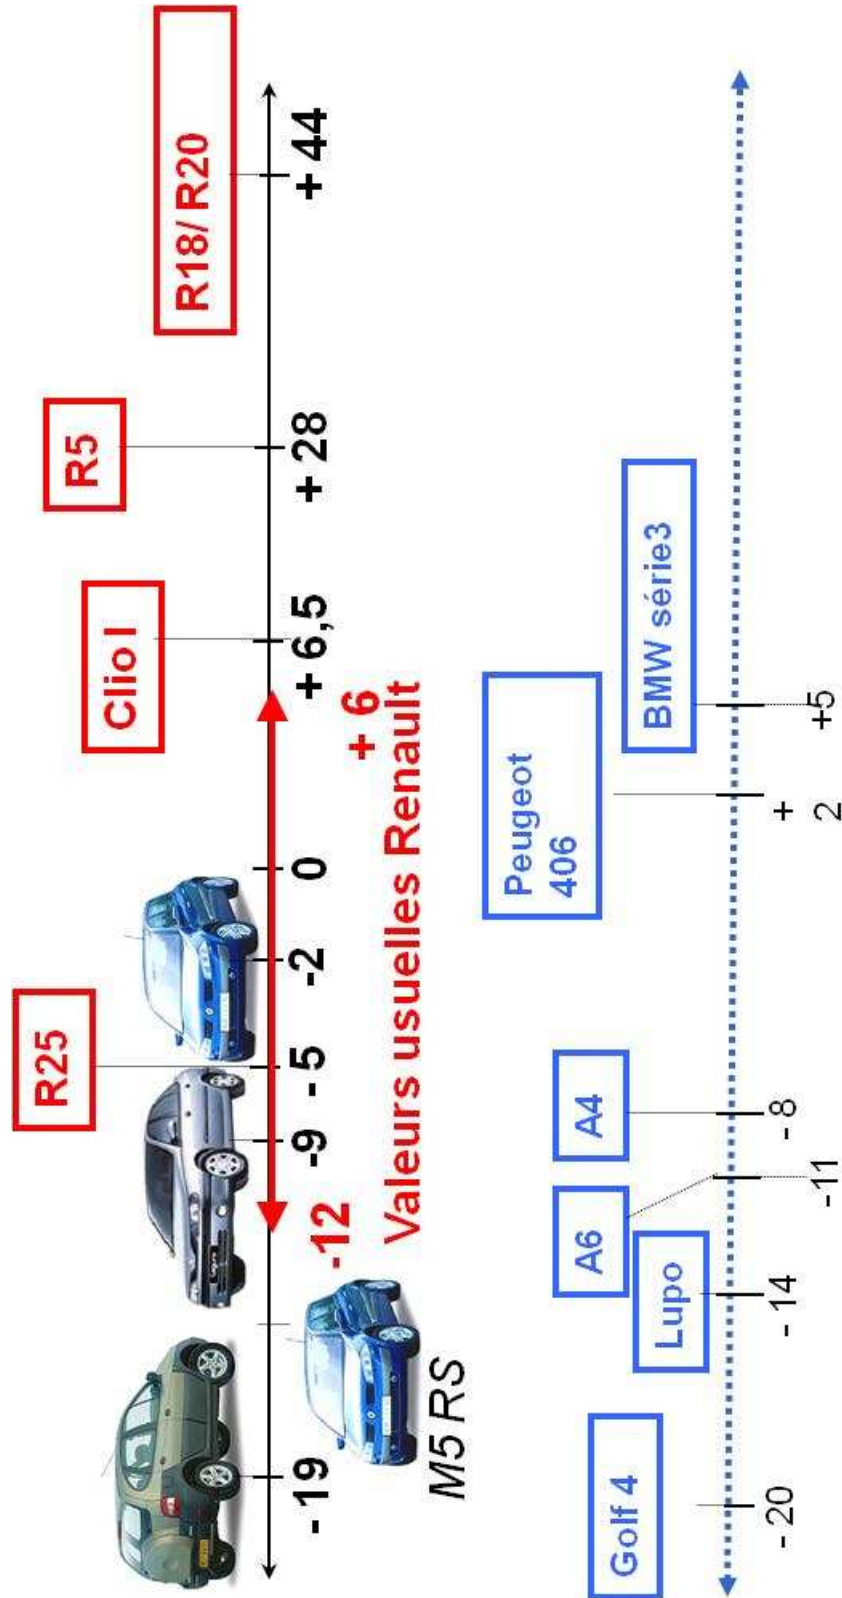 R5
R25
Clio I
R18/ R20
-19
-9
- 5
-2
0
+ 6,5
+ 28
+ 44
-12
+ 6
Valeurs usuelles Renault
M5 RS
Peugeot
406
A6
A4
BMW série3
Golf 4
Lupo
- 20
- 14
-11
- 8
+
2
+5